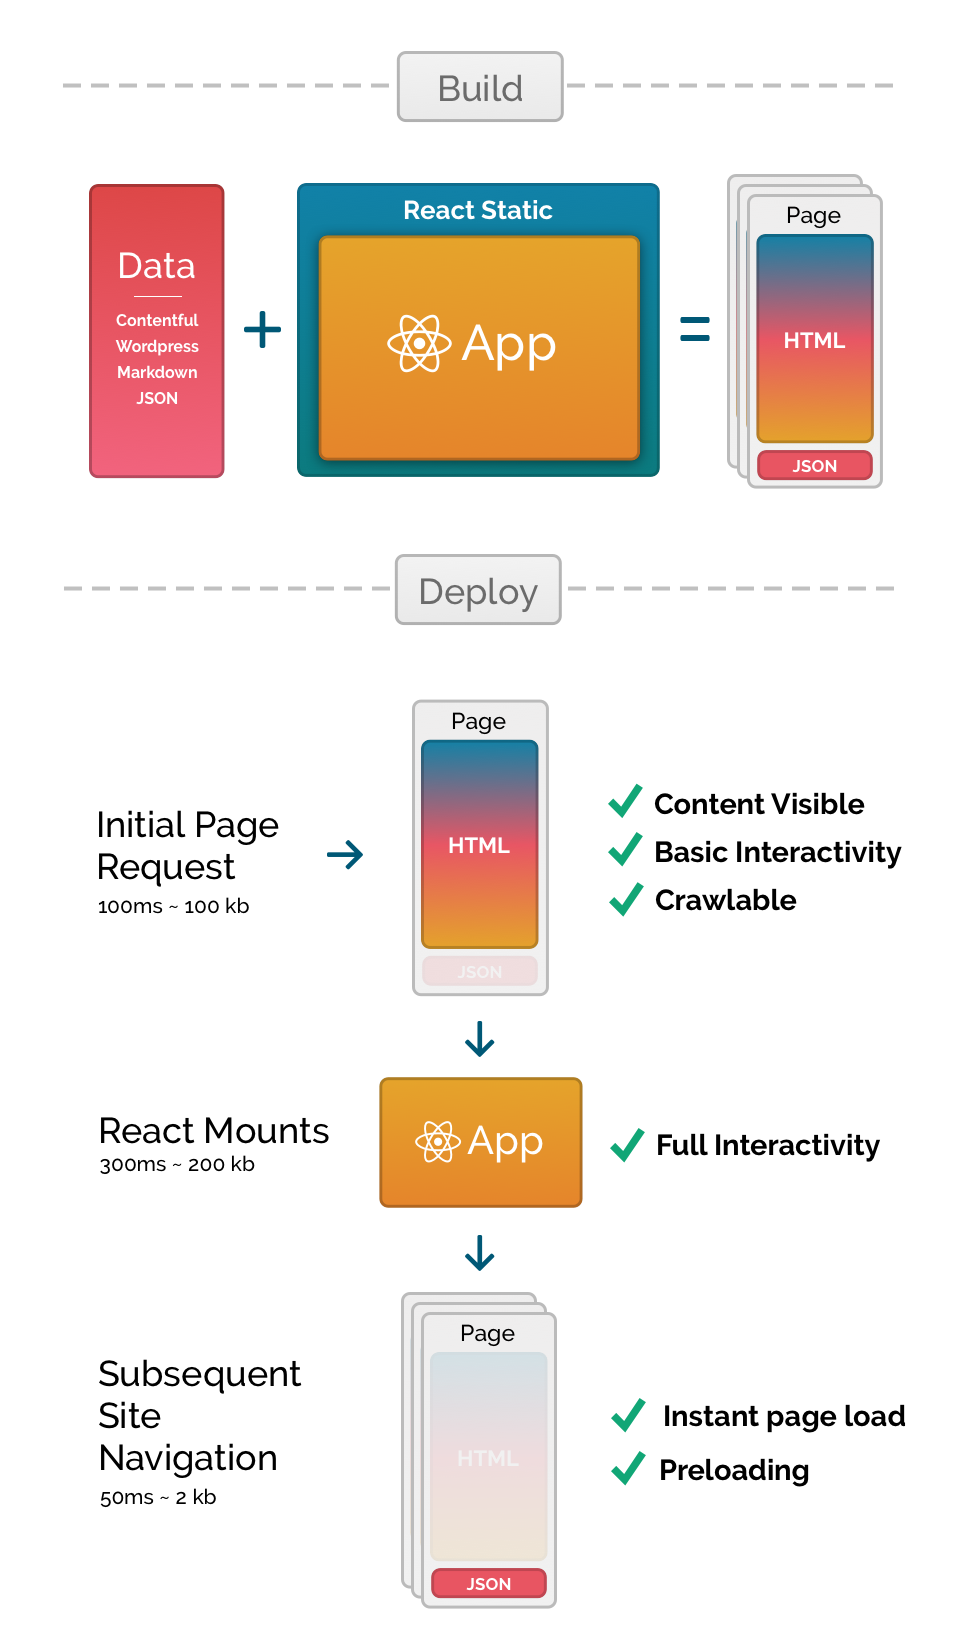 Build
Data
Contentful
Wordpress
Markdown
JSON
React Static
App
Page
HTML
JSON
Deploy
Initial Page
Request
100ms ~ 100 kb
Page
HTML
JSON
Content Visible
Basic Interactivity
Crawlable
React Mounts
300ms ~ 200 kb
App
Full Interactivity
Subsequent
Site
Navigation
50ms ~ 2 kb
Page
HTML
JSON
Instant page load
Preloading